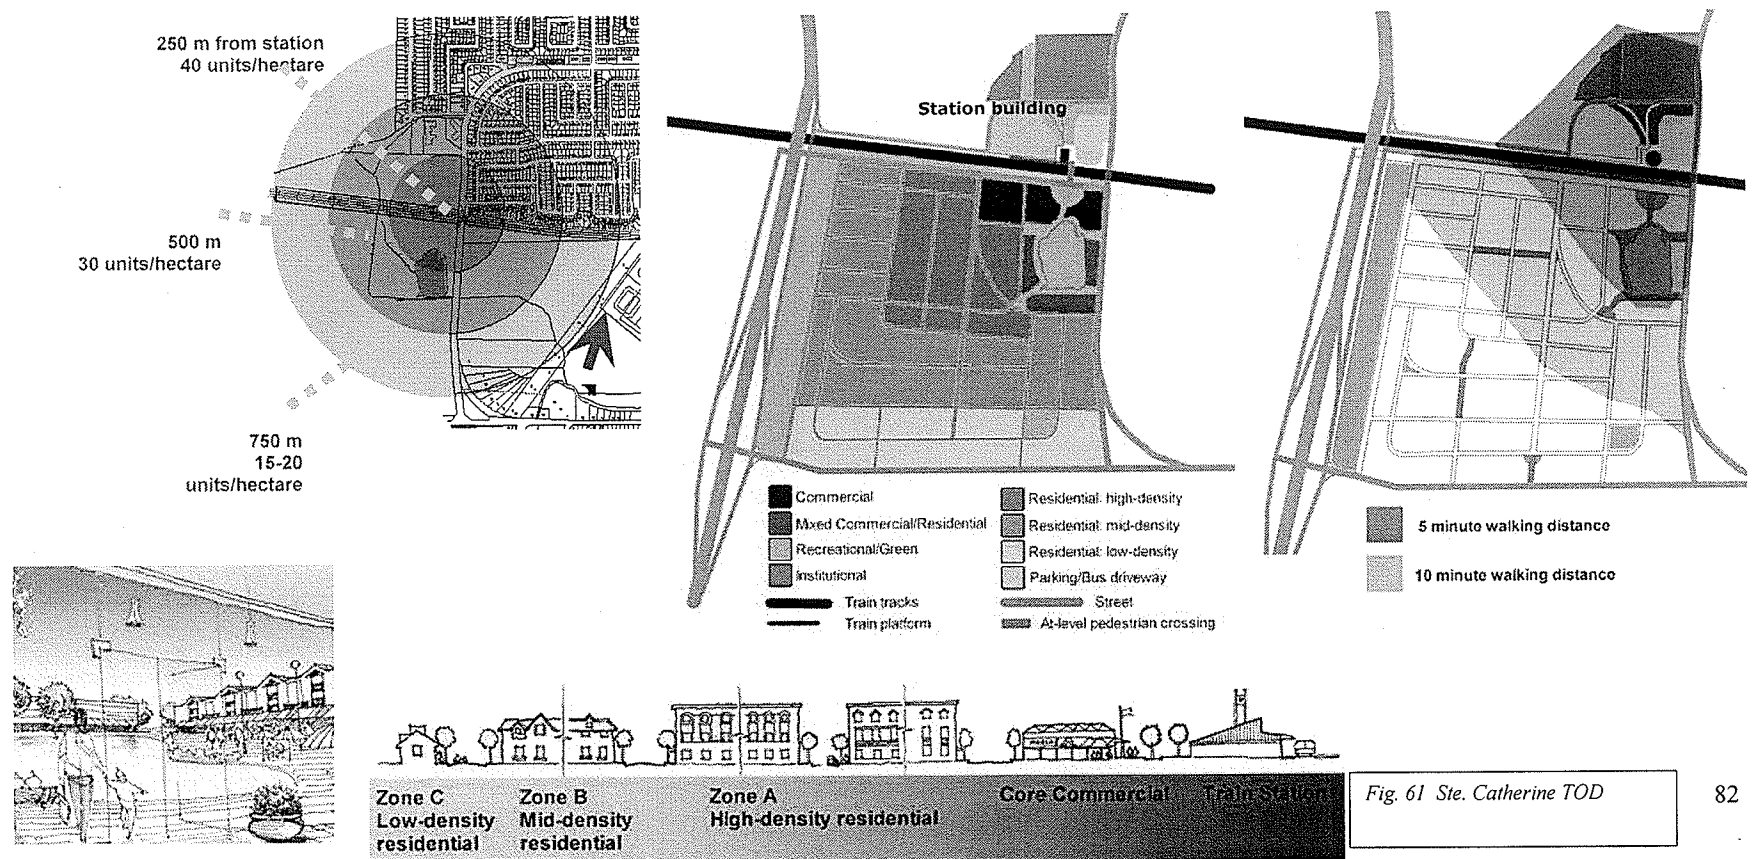 250 m from station
40 units/hectare
500 m
30 units/hectare
750 m
15-20
units/hectare
Station building
Commercial
Mixed Commercial/Residential
Recreational/Green
Institutional
Train tracks
Train platform
Residential: high-density
Residential: mid-density
Residential: low-density
Parking/Bus driveway
Street
At-level pedestrian crossing
5 minute walking distance
10 minute walking distance
Zone C
Low-density
residential
Zone B
Mid-density
residential
Zone A
High-density residential
Core Commercial
Train Station
Fig. 61 Ste. Catherine TOD
82